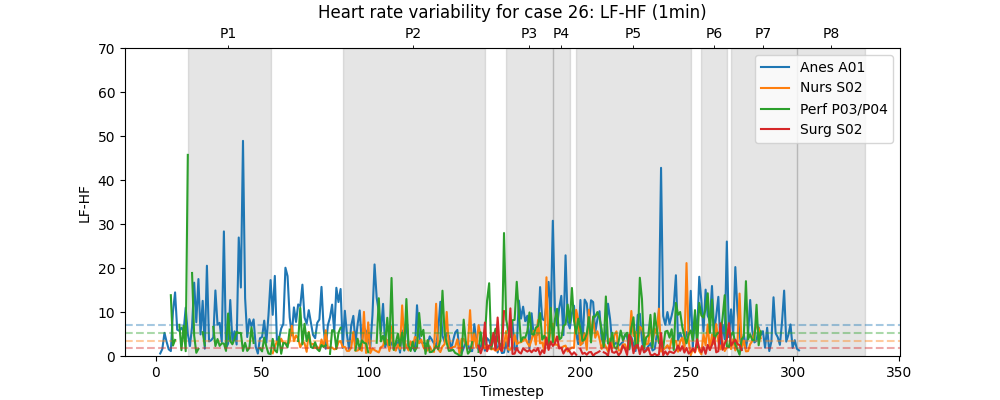 Heart rate variability for case 26: LF-HF (1min)
P1 P2 P3 P4 P5 P6 P7 P8
70
60
50
40
30
20
10
0
LF-HF
Anes A01
Nurs S02
Perf P03/P04
Surg S02
0 50 100 150 200 250 300 350
Timestep